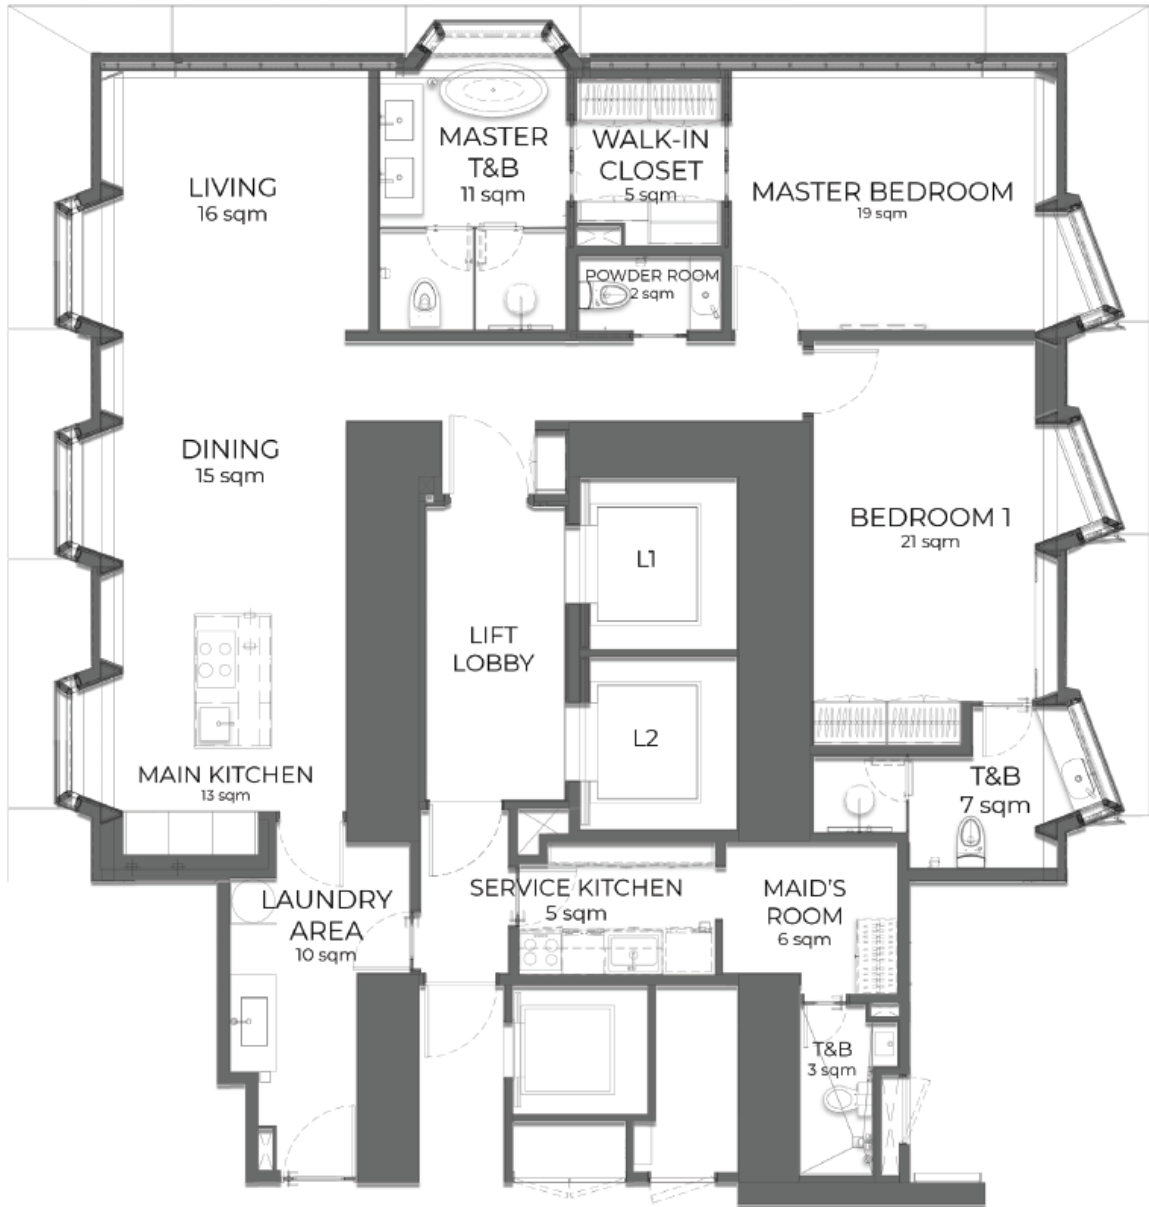 LIVING
16 sqm
MASTER
T&B
11 sqm
WALK-IN
CLOSET
5 sqm
MASTER BEDROOM
19 sqm
POWDER ROOM
2 sqm
DINING
15 sqm
BEDROOM 1
21 sqm
L1
LIFT
LOBBY
L2
MAIN KITCHEN
13 sqm
T&B
7 sqm
LAUNDRY
AREA
10 sqm
SERVICE KITCHEN
5 sqm
MAID'S
ROOM
6 sqm
T&B
3 sqm